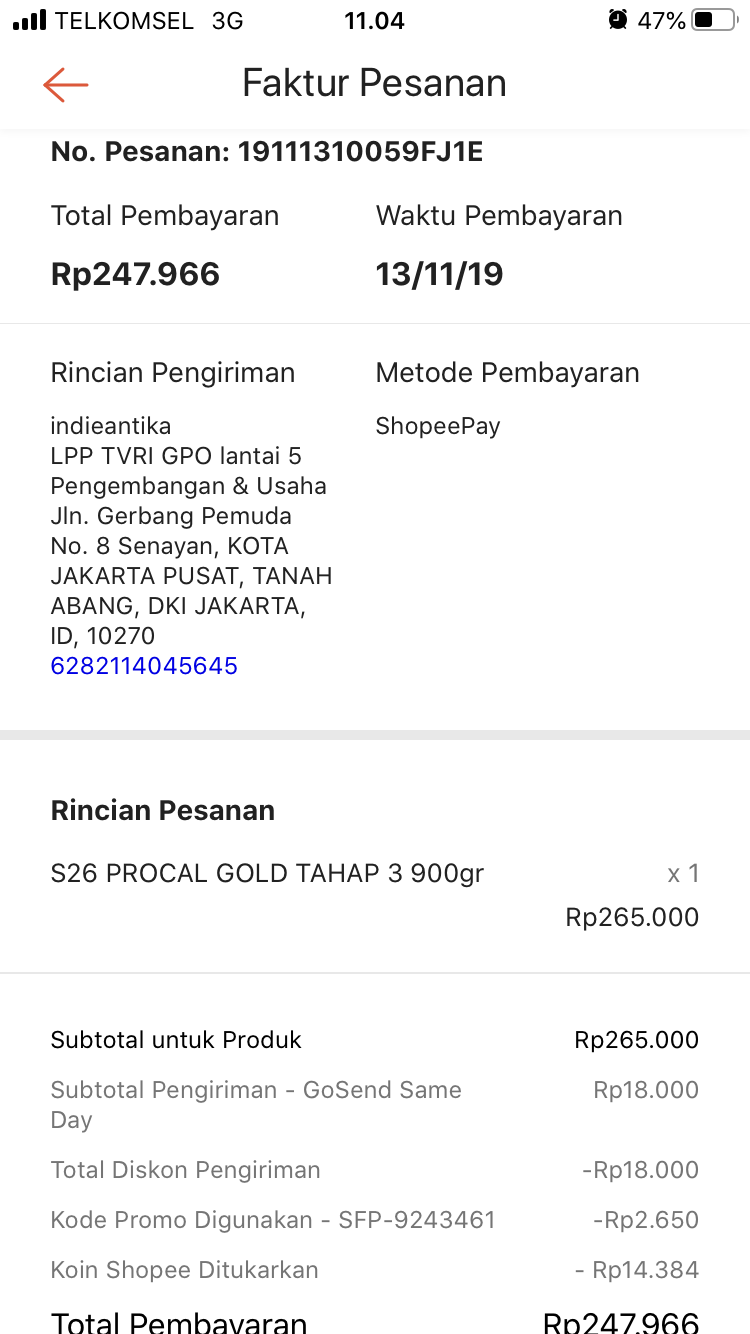 TELKOMSEL 3G 11.04 47%
Faktur Pesanan
No. Pesanan: 19111310059FJ1E
Total Pembayaran Waktu Pembayaran
Rp247.966 13/11/19
Rincian Pengiriman Metode Pembayaran
indieantika ShopeePay
LPP TVRI GPO lantai 5
Pengembangan & Usaha
Jln. Gerbang Pemuda
No. 8 Senayan, KOTA
JAKARTA PUSAT, TANAH
ABANG, DKI JAKARTA,
ID, 10270
6282114045645
Rincian Pesanan
S26 PROCAL GOLD TAHAP 3 900gr x 1
Rp265.000
Subtotal untuk Produk Rp265.000
Subtotal Pengiriman - GoSend Same Rp18.000
Day
Total Diskon Pengiriman -Rp18.000
Kode Promo Digunakan - SFP-9243461 -Rp2.650
Koin Shopee Ditukarkan - Rp14.384
Total Pembayaran Rp247.966